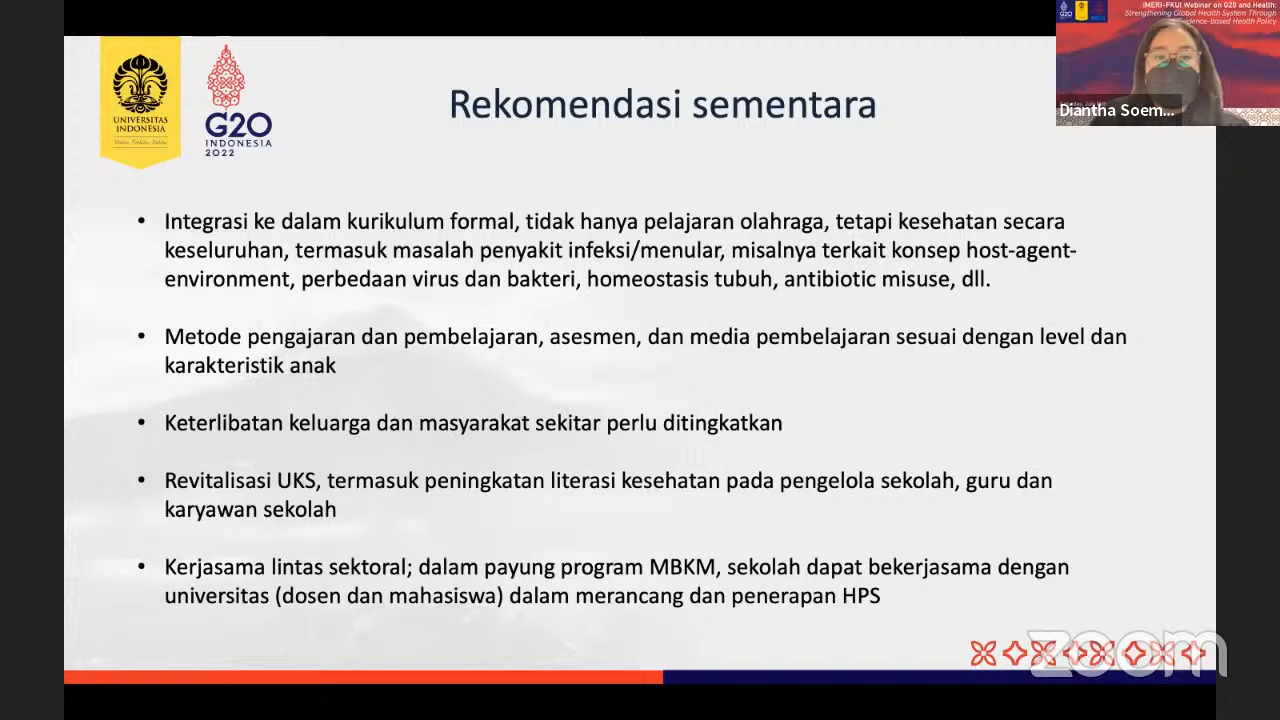 IMERI-FKUI Webinar on G20 and Health:
Strengthening Global Health System Through
Evidence-based Health Policy
Diantha Soem...
UNIVERSITAS
INDONESIA
G20
INDONESIA
2022
Rekomendasi sementara
• Integrasi ke dalam kurikulum formal, tidak hanya pelajaran olahraga, tetapi kesehatan secara
keseluruhan, termasuk masalah penyakit infeksi/menular, misalnya terkait konsep host-agent-
environment, perbedaan virus dan bakteri, homeostasis tubuh, antibiotic misuse, dll.
• Metode pengajaran dan pembelajaran, asesmen, dan media pembelajaran sesuai dengan level dan
karakteristik anak
• Keterlibatan keluarga dan masyarakat sekitar perlu ditingkatkan
• Revitalisasi UKS, termasuk peningkatan literasi kesehatan pada pengelola sekolah, guru dan
karyawan sekolah
• Kerjasama lintas sektoral; dalam payung program MBKM, sekolah dapat bekerjasama dengan
universitas (dosen dan mahasiswa) dalam merancang dan penerapan HPS
zoom